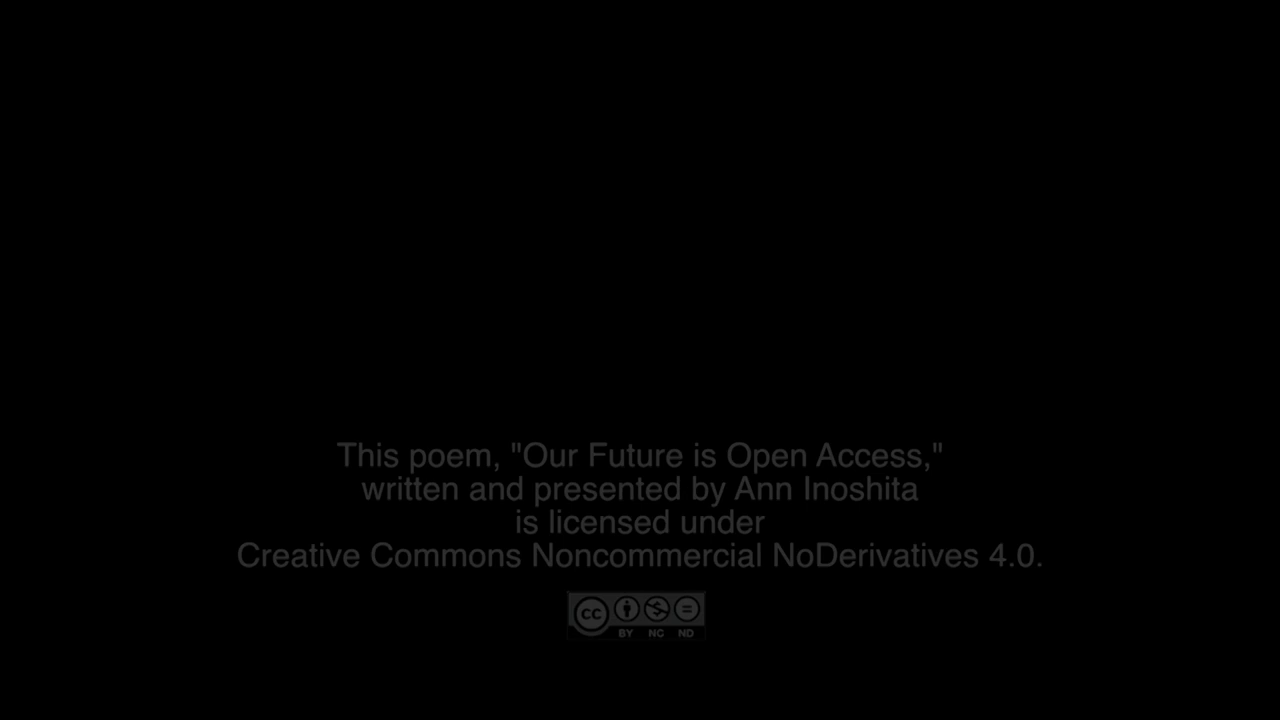 This poem, "Our Future is Open Access,"
written and presented by Ann Inoshita
is licensed under
Creative Commons Noncommercial NoDerivatives 4.0.
cc
BY NC ND